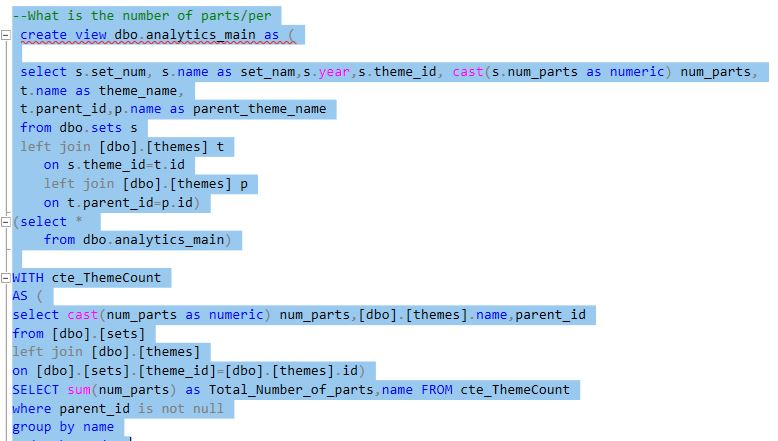 --What is the number of parts/per
create view dbo.analytics_main as (
select s.set_num, s.name as set_nam,s.year,s.theme_id, cast(s.num_parts as numeric) num_parts,
t.name as theme_name,
t.parent_id,p.name as parent_theme_name
from dbo.sets s
left join [dbo].[themes] t
on s.theme_id=t.id
left join [dbo].[themes] p
on t.parent_id=p.id)
(select *
from dbo.analytics_main)
WITH cte_ThemeCount
AS (
select cast(num_parts as numeric) num_parts,[dbo].[themes].name,parent_id
from [dbo].[sets]
left join [dbo].[themes]
on [dbo].[sets].[theme_id]=[dbo].[themes].id)
SELECT sum(num_parts) as Total_Number_of_parts,name FROM cte_ThemeCount
where parent_id is not null
group by name